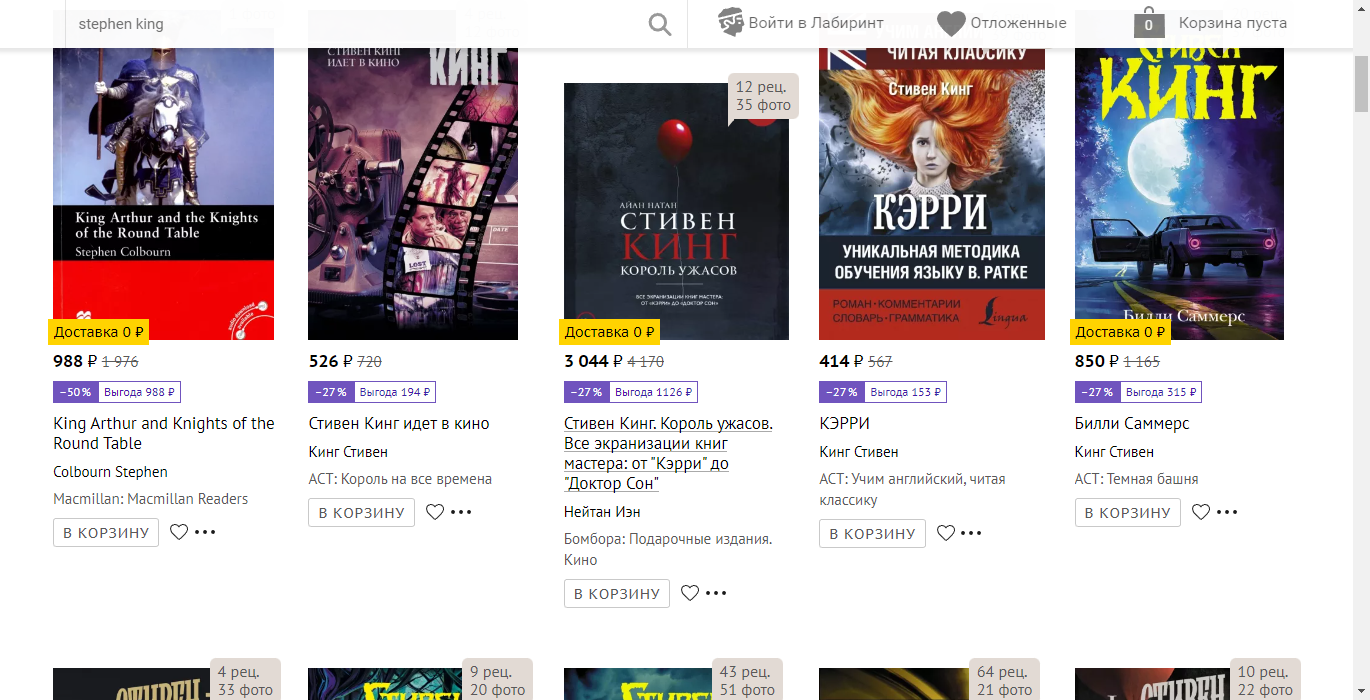 stephen king
Войти в Лабиринт
Отложенные
0
Корзина пуста
King Arthur and the Knights
of the Round Table
Stephen Colbourn
Доставка 0 ₽
988 ₽ 1 976
−50% Выгода 988 ₽
King Arthur and Knights of the
Round Table
Colbourn Stephen
Macmillan: Macmillan Readers
В КОРЗИНУ
СТИВЕН КИНГ
ИДЕТ В КИНО
КИНГ
DATE
LOST
526 ₽ 720
−27% Выгода 194 ₽
Стивен Кинг идет в кино
Кинг Стивен
АСТ: Король на все времена
В КОРЗИНУ
12 рец.
35 фото
АЙАН НАТАН
СТИВЕН
КИНГ
КОРОЛЬ УЖАСОВ
ВСЕ ЭКРАНИЗАЦИИ КНИГ МАСТЕРА:
ОТ «КЭРРИ» ДО «ДОКТОР СОН»
Доставка 0 ₽
3 044 ₽ 4 170
−27% Выгода 1126 ₽
Стивен Кинг. Король ужасов.
Все экранизации книг
мастера: от "Кэрри" до
"Доктор Сон"
Нейтан Иэн
Бомбора: Подарочные издания.
Кино
В КОРЗИНУ
ЧИТАЯ КЛАССИКУ
Стивен Кинг
КЭРРИ
УНИКАЛЬНАЯ МЕТОДИКА
ОБУЧЕНИЯ ЯЗЫКУ В. РАТКЕ
РОМАН·КОММЕНТАРИИ
СЛОВАРЬ·ГРАММАТИКА
Lingua
414 ₽ 567
−27% Выгода 153 ₽
КЭРРИ
Кинг Стивен
АСТ: Учим английский, читая
классику
В КОРЗИНУ
СТИВЕН
КИНГ
Билли Саммерс
Доставка 0 ₽
850 ₽ 1 165
−27% Выгода 315 ₽
Билли Саммерс
Кинг Стивен
АСТ: Темная башня
В КОРЗИНУ
4 рец.
33 фото
СТИВЕН
9 рец.
20 фото
Стивен
43 рец.
51 фото
Стивен
64 рец.
21 фото
10 рец.
22 фото
СТИВЕН